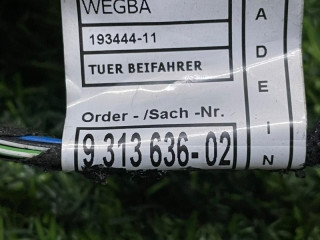 WEGBA
193444-11
TUER BEIFAHRER
Order - /Sach -Nr.
9 313 636-02
A
D
E
I
N